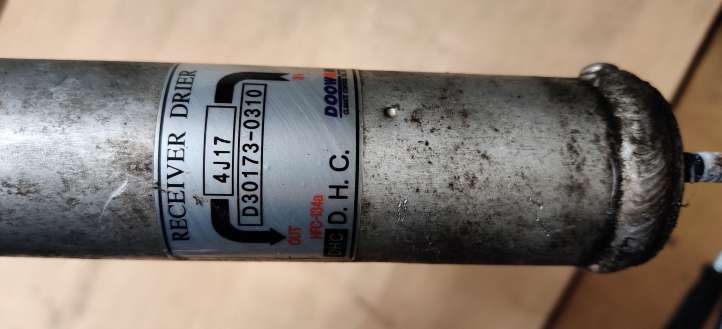 RECEIVER DRIER
4J17
D30173-0310
OUT
HFC-134a
D. H. C.